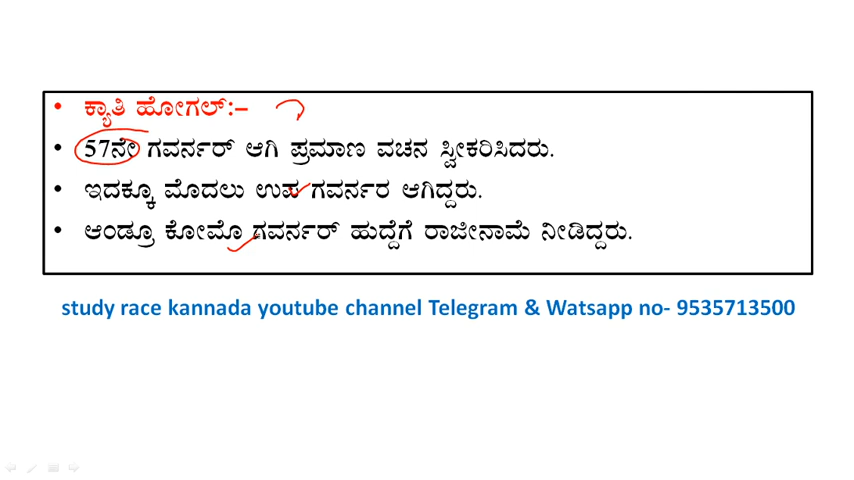 • ಕ್ಯಾತಿ ಹೋಗಲ್:–
• 57ನೇ ಗವರ್ನರ್ ಆಗಿ ಪ್ರಮಾಣ ವಚನ ಸ್ವೀಕರಿಸಿದರು.
• ಇದಕ್ಕೂ ಮೊದಲು ಉಪ ಗವರ್ನರ ಆಗಿದ್ದರು.
• ಆಂಡ್ರೂ ಕೋಮೊ ಗವರ್ನರ್ ಹುದ್ದೆಗೆ ರಾಜೀನಾಮೆ ನೀಡಿದ್ದರು.
study race kannada youtube channel Telegram & Watsapp no- 9535713500